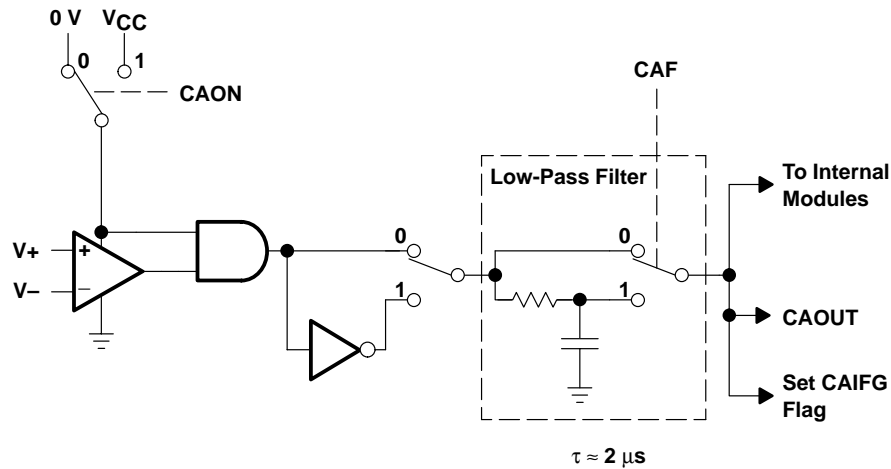 0 V
VCC
0
1
CAON
CAF
Low-Pass Filter
To Internal
Modules
V+
+
0
0
V−
−
1
1
CAOUT
Set CAIFG
Flag
τ ≈ 2 μs